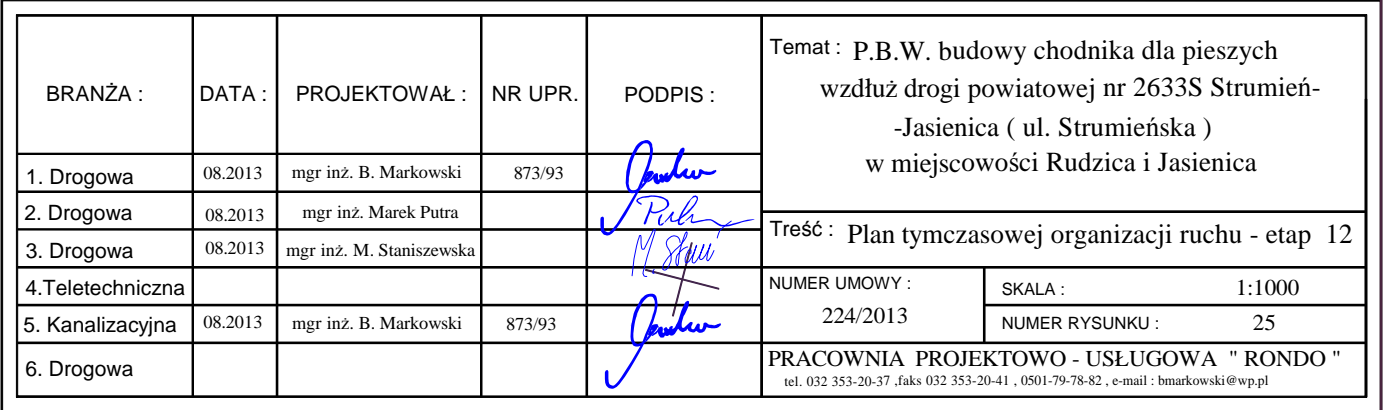 BRANŻA : DATA : PROJEKTOWAŁ : NR UPR. PODPIS :
1. Drogowa 08.2013 mgr inż. B. Markowski 873/93
2. Drogowa 08.2013 mgr inż. Marek Putra
3. Drogowa 08.2013 mgr inż. M. Staniszewska
4.Teletechniczna
5. Kanalizacyjna 08.2013 mgr inż. B. Markowski 873/93
6. Drogowa
Temat : P.B.W. budowy chodnika dla pieszych
wzdłuż drogi powiatowej nr 2633S Strumień-
-Jasienica ( ul. Strumieńska )
w miejscowości Rudzica i Jasienica
Treść : Plan tymczasowej organizacji ruchu - etap 12
NUMER UMOWY :
224/2013
SKALA : 1:1000
NUMER RYSUNKU : 25
PRACOWNIA PROJEKTOWO - USŁUGOWA " RONDO "
tel. 032 353-20-37 ,faks 032 353-20-41 , 0501-79-78-82 , e-mail : bmarkowski@wp.pl